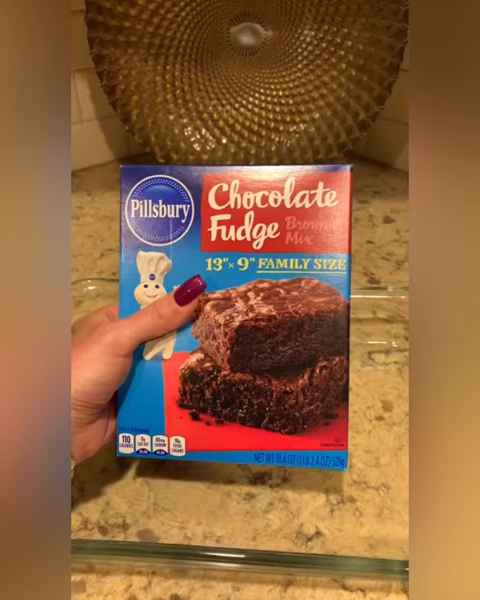 Pillsbury
Chocolate
Fudge Brownie
Mix
13" x 9" FAMILY SIZE
110
CALORIES
NET WT 18.4 OZ (1 LB 2.4 OZ) 521g